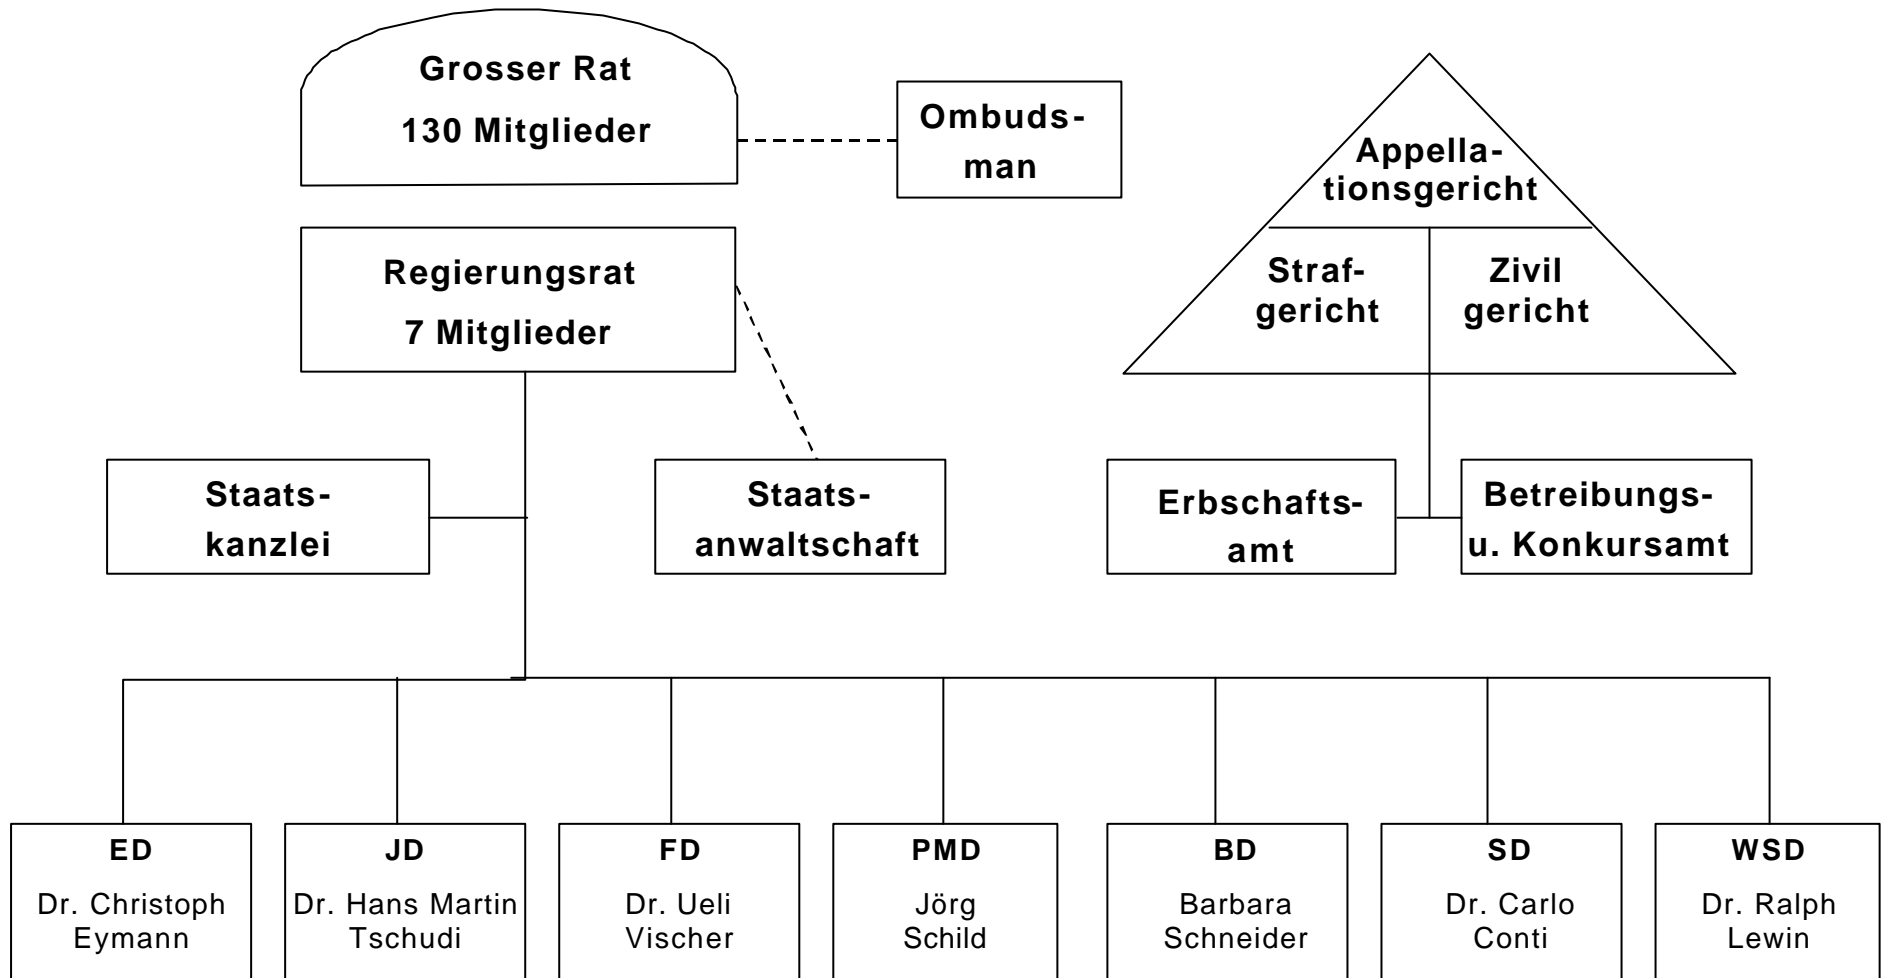 Grosser Rat
130 Mitglieder
Ombuds-
man
Appella-
tionsgericht
Straf-
gericht
Zivil
gericht
Regierungsrat
7 Mitglieder
Staats-
kanzlei
Staats-
anwaltschaft
Erbschafts-
amt
Betreibungs-
u. Konkursamt
ED
Dr. Christoph
Eymann
JD
Dr. Hans Martin
Tschudi
FD
Dr. Ueli
Vischer
PMD
Jörg
Schild
BD
Barbara
Schneider
SD
Dr. Carlo
Conti
WSD
Dr. Ralph
Lewin